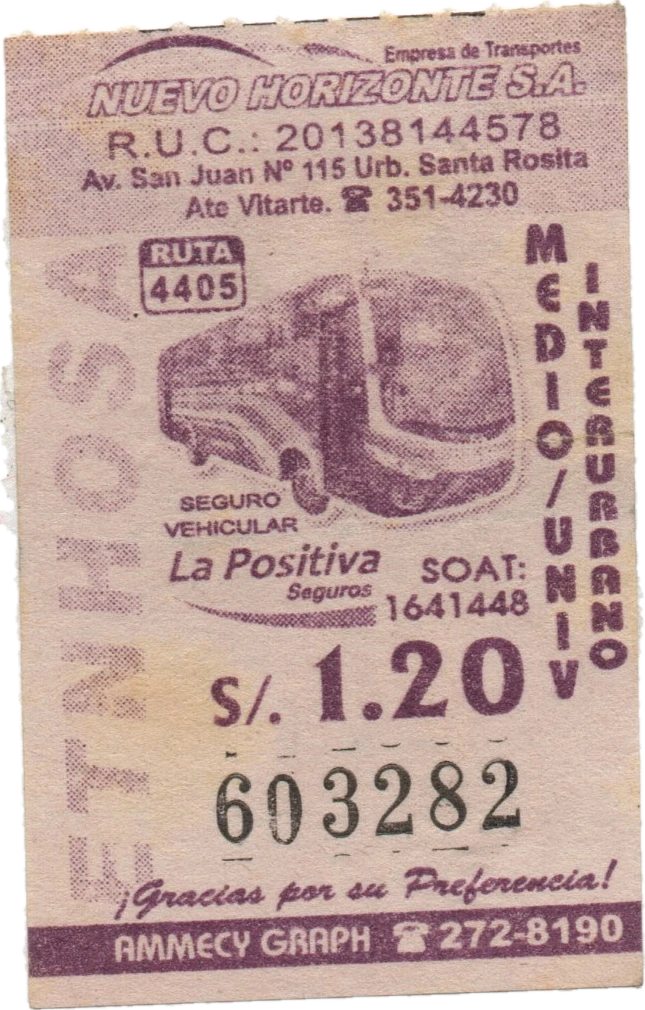 Empresa de Transportes
NUEVO HORIZONTE S.A.
R.U.C.: 20138144578
Av. San Juan Nº 115 Urb. Santa Rosita
Ate Vitarte. ☎ 351-4230
RUTA
4405
MEDIO/UNIV
INTERURBANO
ETNHOSA
SEGURO
VEHICULAR
La Positiva
Seguros
SOAT:
1641448
S/. 1.20
603282
¡Gracias por su Preferencia!
AMMECY GRAPH ☎ 272-8190